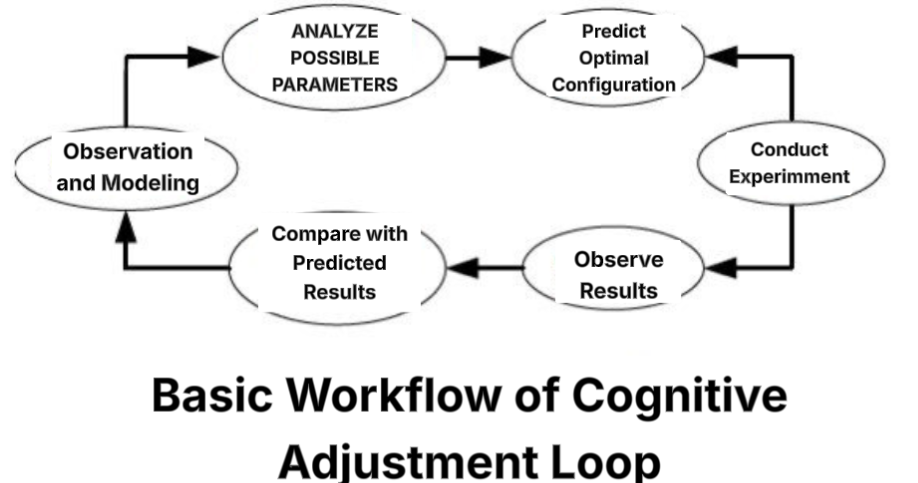 ANALYZE
POSSIBLE
PARAMETERS
Predict
Optimal
Configuration
Observation
and Modeling
Conduct
Experimment
Compare with
Predicted
Results
Observe
Results
Basic Workflow of Cognitive
Adjustment Loop